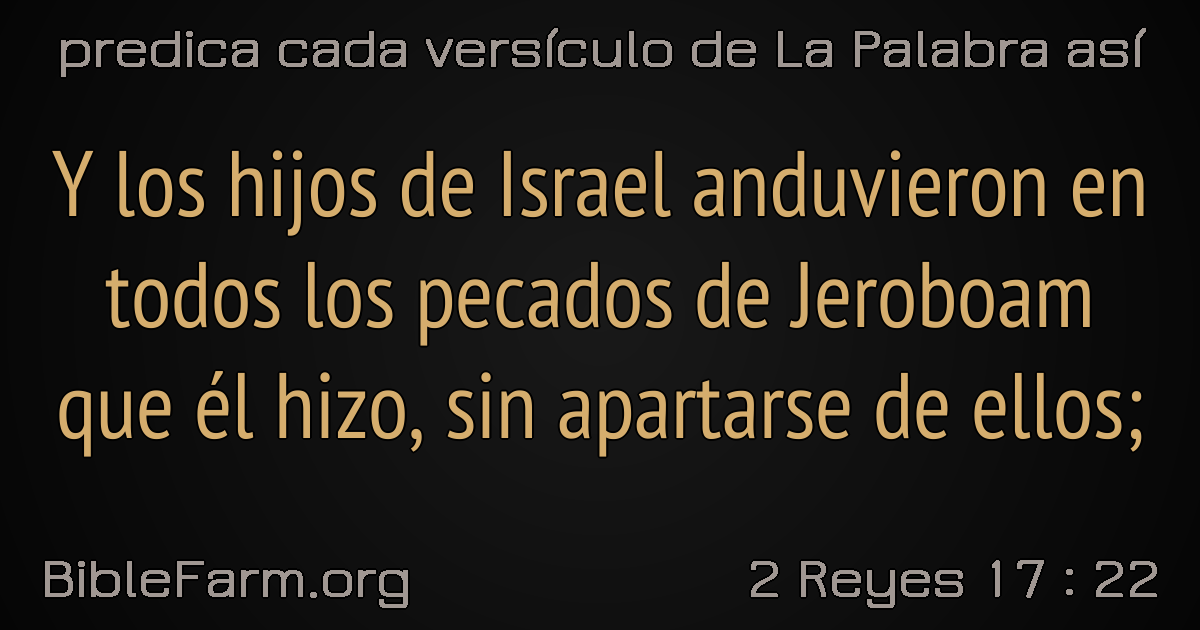 predica cada versículo de La Palabra así
Y los hijos de Israel anduvieron en
todos los pecados de Jeroboam
que él hizo, sin apartarse de ellos;
BibleFarm.org
2 Reyes 17 : 22